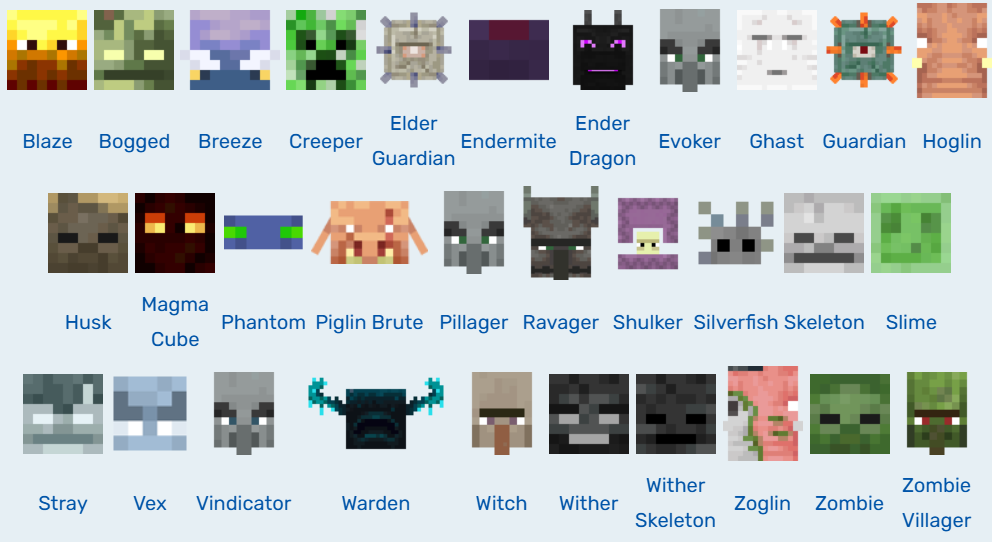 Blaze
Bogged
Breeze
Creeper
Elder
Guardian
Endermite
Ender
Dragon
Evoker
Ghast
Guardian
Hoglin
Husk
Magma
Cube
Phantom
Piglin Brute
Pillager
Ravager
Shulker
Silverfish
Skeleton
Slime
Stray
Vex
Vindicator
Warden
Witch
Wither
Wither
Skeleton
Zoglin
Zombie
Zombie
Villager